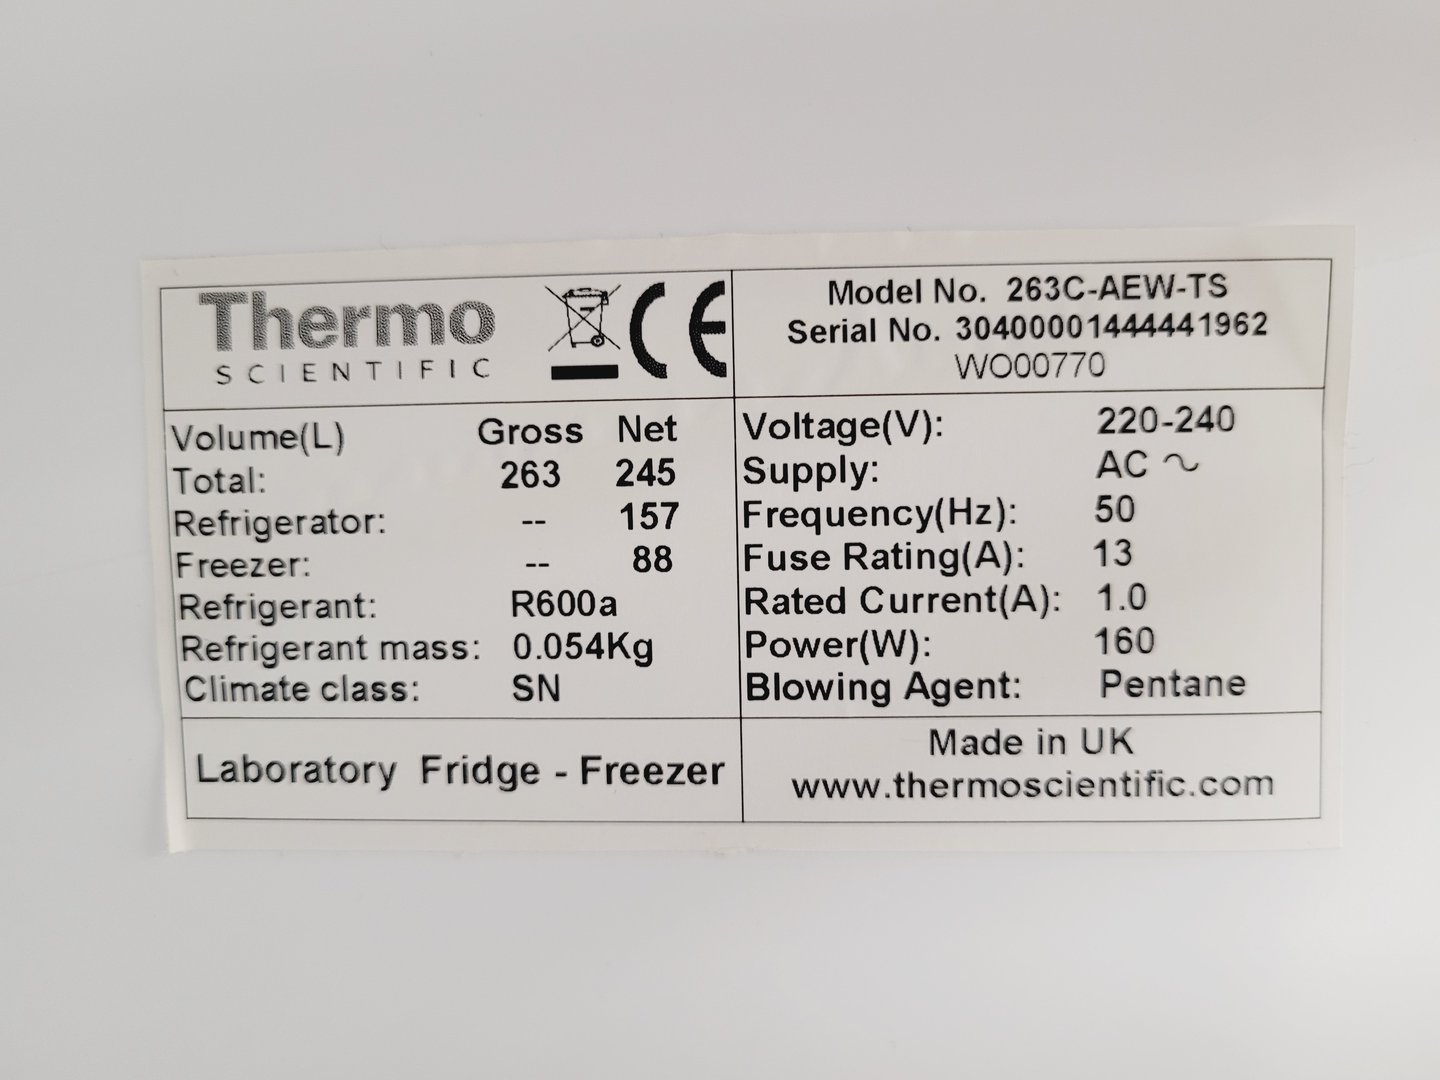 Thermo
SCIENTIFIC
CE
Model No. 263C-AEW-TS
Serial No. 30400001444441962
WO00770
Volume(L) Gross Net
Total: 263 245
Refrigerator: -- 157
Freezer: -- 88
Refrigerant: R600a
Refrigerant mass: 0.054Kg
Climate class: SN
Voltage(V): 220-240
Supply: AC ~
Frequency(Hz): 50
Fuse Rating(A): 13
Rated Current(A): 1.0
Power(W): 160
Blowing Agent: Pentane
Laboratory Fridge - Freezer
Made in UK
www.thermoscientific.com